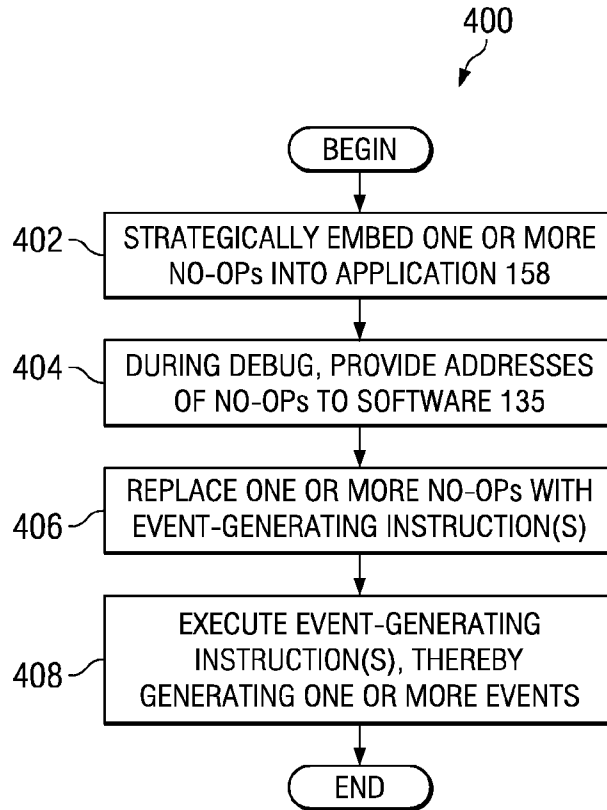 400
BEGIN
402
STRATEGICALLY EMBED ONE OR MORE
NO-OPs INTO APPLICATION 158
404
DURING DEBUG, PROVIDE ADDRESSES
OF NO-OPs TO SOFTWARE 135
406
REPLACE ONE OR MORE NO-OPs WITH
EVENT-GENERATING INSTRUCTION(S)
408
EXECUTE EVENT-GENERATING
INSTRUCTION(S), THEREBY
GENERATING ONE OR MORE EVENTS
END